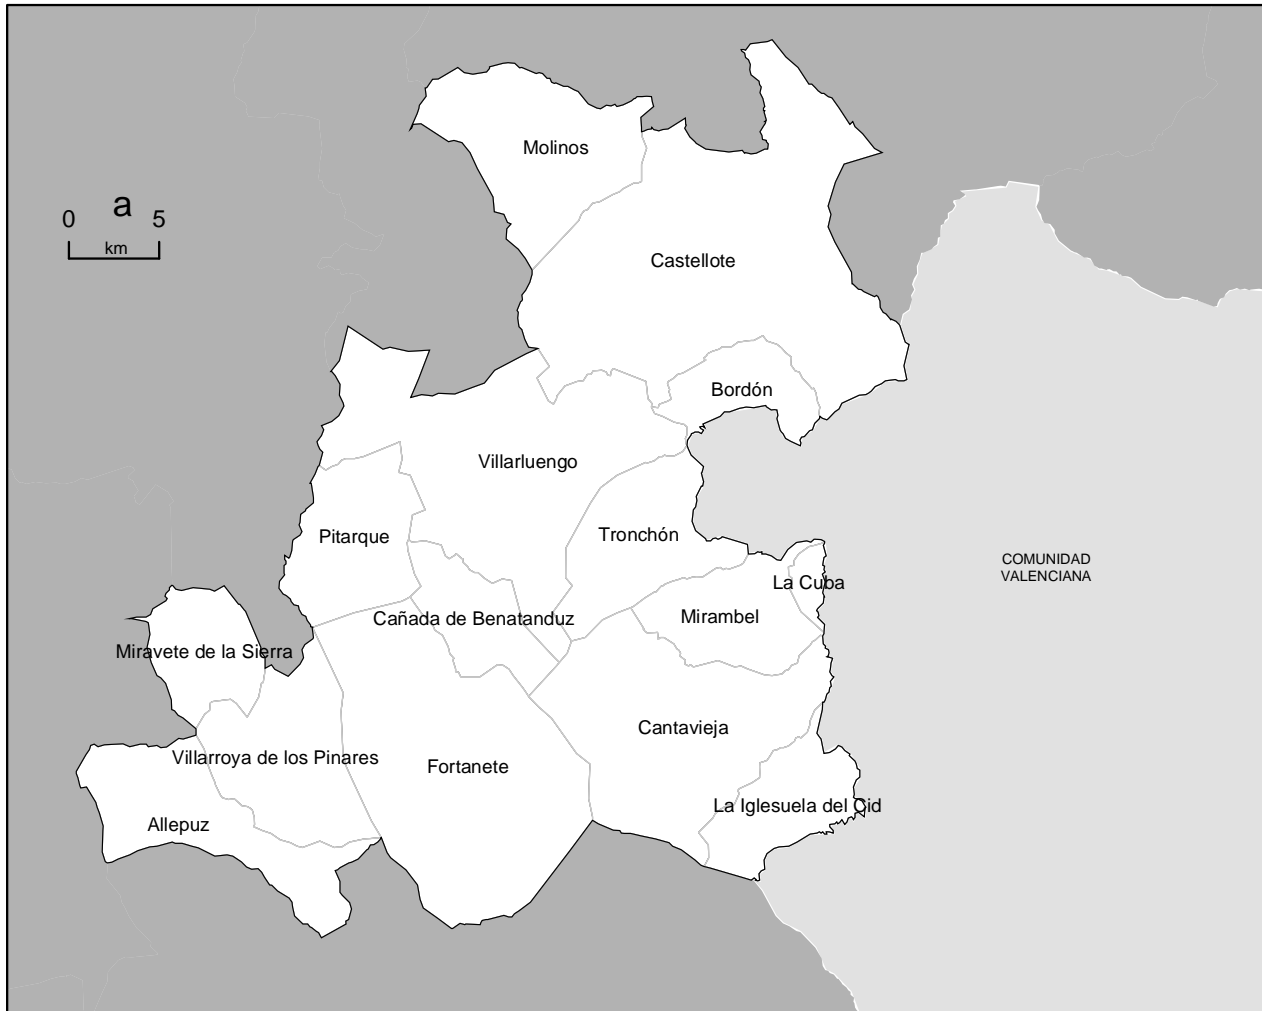 Molinos
a
0 5
km
Castellote
Bordón
Villarluengo
Pitarque
Tronchón
COMUNIDAD
VALENCIANA
La Cuba
Cañada de Benatanduz
Mirambel
Miravete de la Sierra
Cantavieja
Villarroya de los Pinares
Fortanete
La Iglesuela del Cid
Allepuz